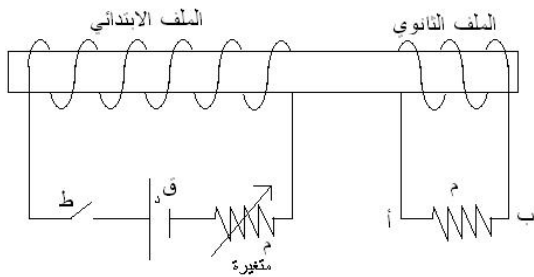 الملف الثانوي الملف الابتدائي
ط
ق د
م
متغيرة
أ
م
ب